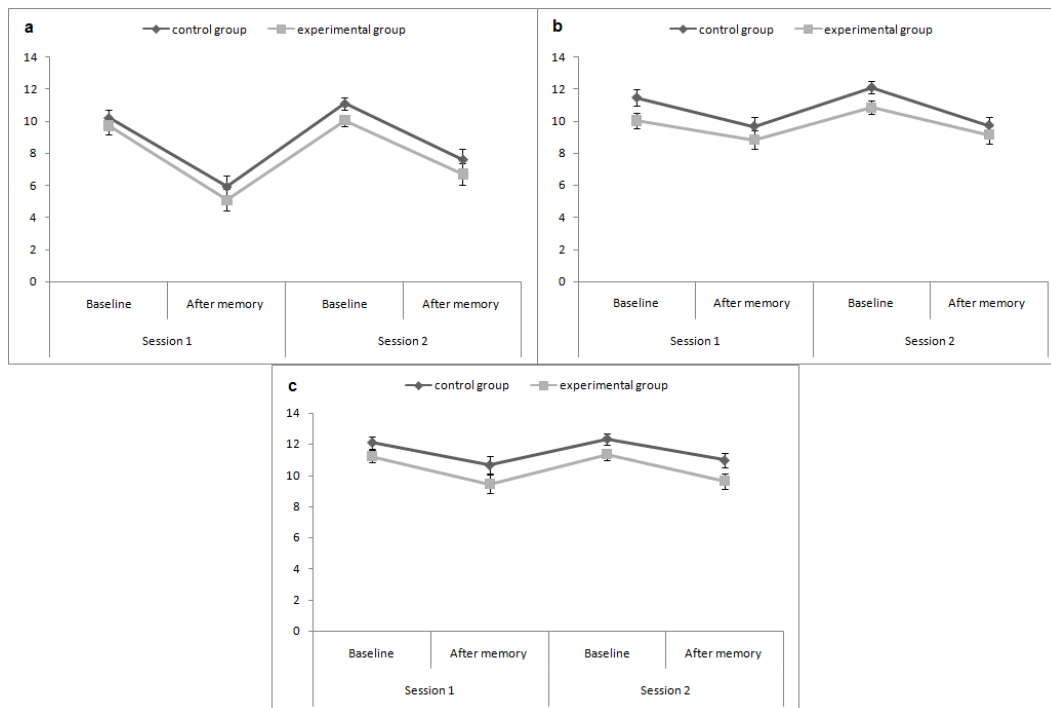 a
control group experimental group
14
12
10
8
6
4
2
0
Baseline After memory Baseline After memory
Session 1 Session 2
b
control group experimental group
14
12
10
8
6
4
2
0
Baseline After memory Baseline After memory
Session 1 Session 2
c
control group experimental group
14
12
10
8
6
4
2
0
Baseline After memory Baseline After memory
Session 1 Session 2